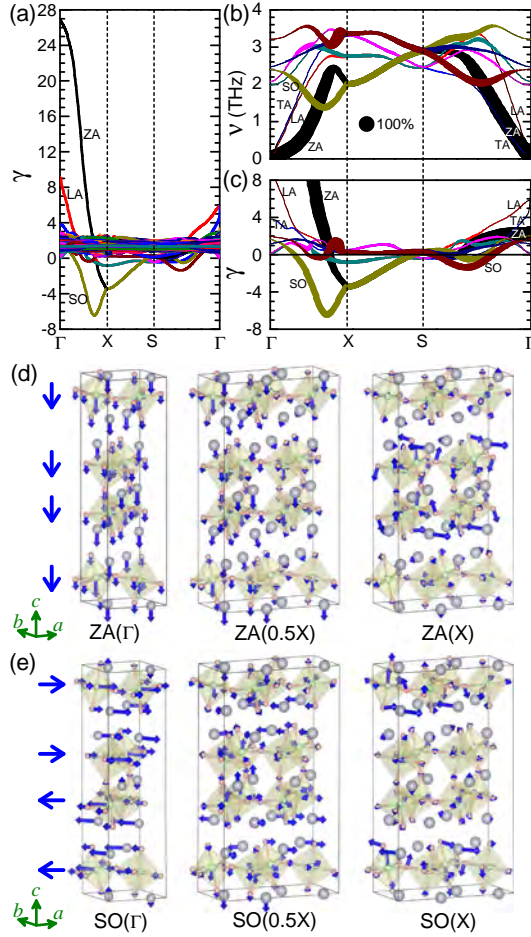 (a)
28
24
20
16
12
8
4
0
-4
-8
γ
ZA
LA
SO
Γ X S Γ
(b)
4
3
2
1
0
ν (THz)
SO
TA
LA
ZA
100%
LA
ZA
TA
(c)
8
4
0
-4
-8
γ
LA
ZA
SO
LA
TA
ZA
SO
Γ X S Γ
(d)
c
b a
ZA(Γ) ZA(0.5X) ZA(X)
(e)
c
b a
SO(Γ) SO(0.5X) SO(X)